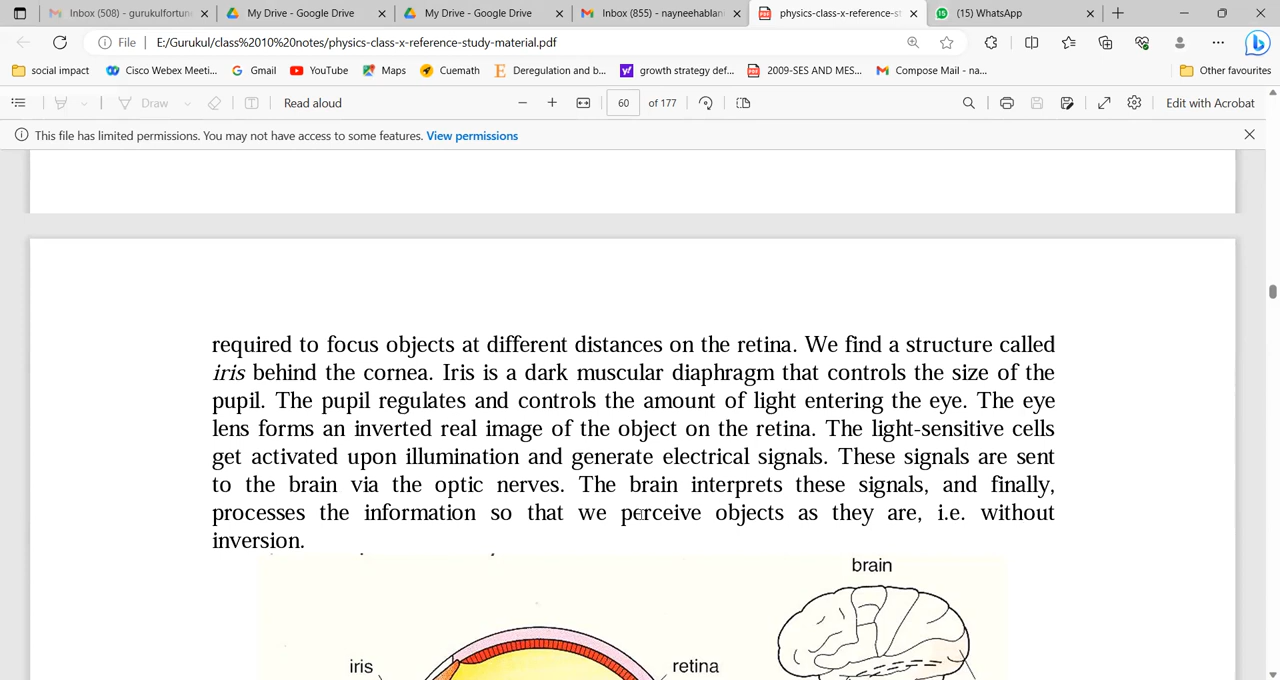 Inbox (508) - gurukulfortun
My Drive - Google Drive
My Drive - Google Drive
Inbox (855) - nayneehablan
physics-class-x-reference-st
(15) WhatsApp
File
E:/Gurukul/class%2010%20notes/physics-class-x-reference-study-material.pdf
social impact
Cisco Webex Meeti...
Gmail
YouTube
Maps
Cuemath
Deregulation and b...
growth strategy def...
2009-SES AND MES...
Compose Mail - na...
Other favourites
Draw
Read aloud
60
of 177
Edit with Acrobat
This file has limited permissions. You may not have access to some features. View permissions
required to focus objects at different distances on the retina. We find a structure called
iris behind the cornea. Iris is a dark muscular diaphragm that controls the size of the
pupil. The pupil regulates and controls the amount of light entering the eye. The eye
lens forms an inverted real image of the object on the retina. The light-sensitive cells
get activated upon illumination and generate electrical signals. These signals are sent
to the brain via the optic nerves. The brain interprets these signals, and finally,
processes the information so that we perceive objects as they are, i.e. without
inversion.
brain
iris
retina